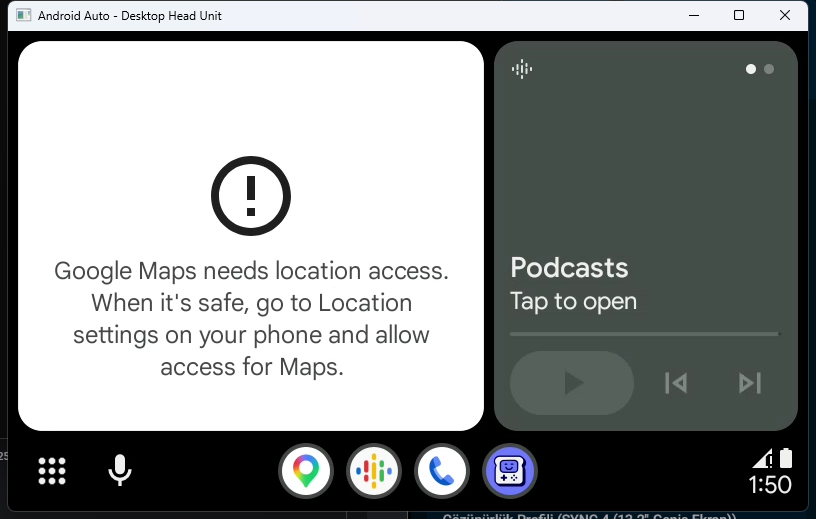 Android Auto - Desktop Head Unit
Google Maps needs location access.
When it's safe, go to Location
settings on your phone and allow
access for Maps.
Podcasts
Tap to open
1:50